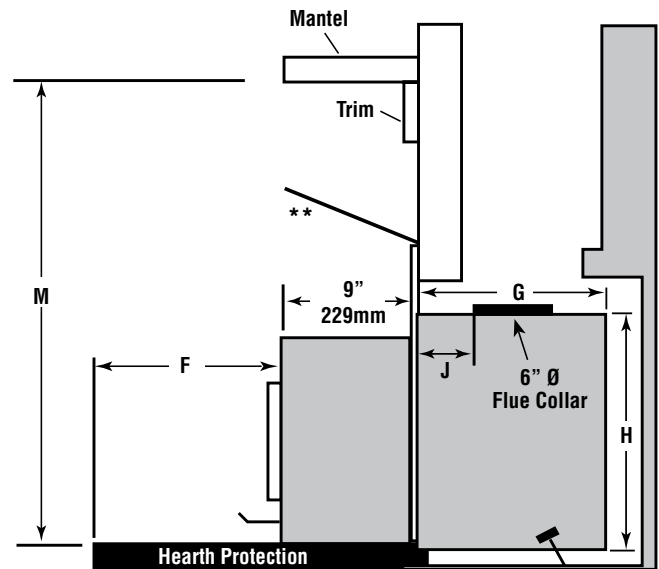 Mantel
Trim
**
M
9”
229mm
G
F
J
6” Ø
Flue Collar
H
Hearth Protection